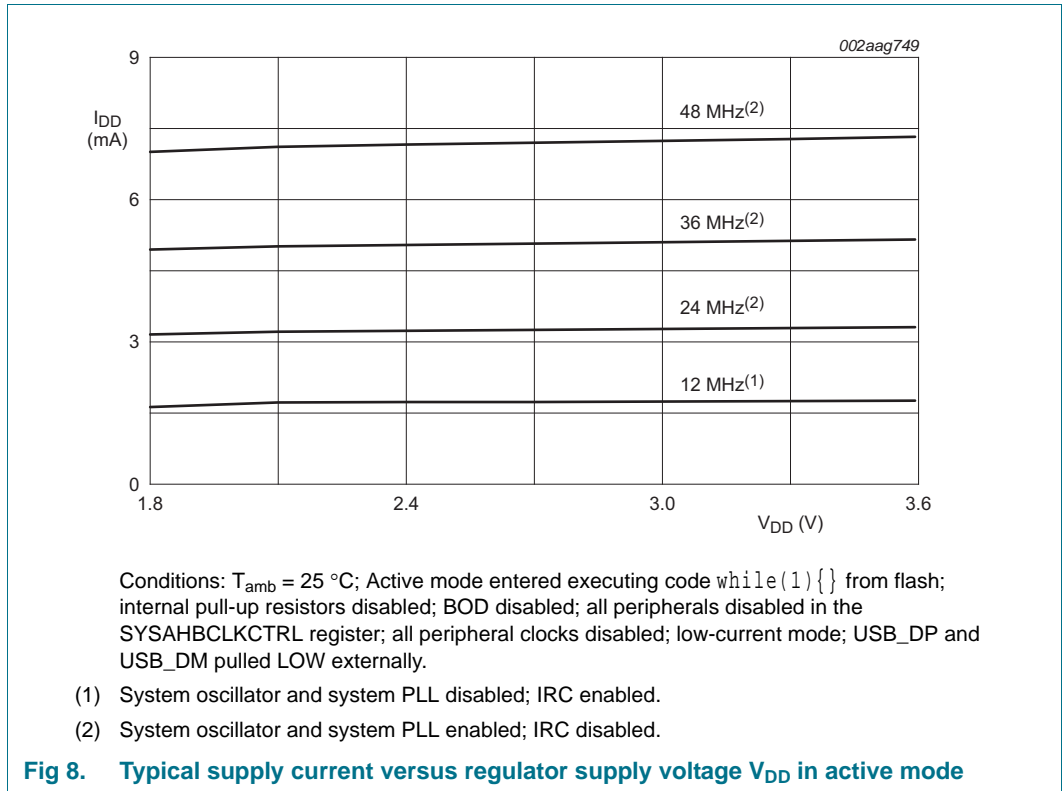 002aag749
9
IDD
(mA)
48 MHz(2)
6
36 MHz(2)
24 MHz(2)
3
12 MHz(1)
0
1.8 2.4 3.0 3.6
VDD (V)
Conditions: Tamb = 25 °C; Active mode entered executing code while(1){} from flash;
internal pull-up resistors disabled; BOD disabled; all peripherals disabled in the
SYSAHBCLKCTRL register; all peripheral clocks disabled; low-current mode; USB_DP and
USB_DM pulled LOW externally.
(1) System oscillator and system PLL disabled; IRC enabled.
(2) System oscillator and system PLL enabled; IRC disabled.
Fig 8. Typical supply current versus regulator supply voltage VDD in active mode